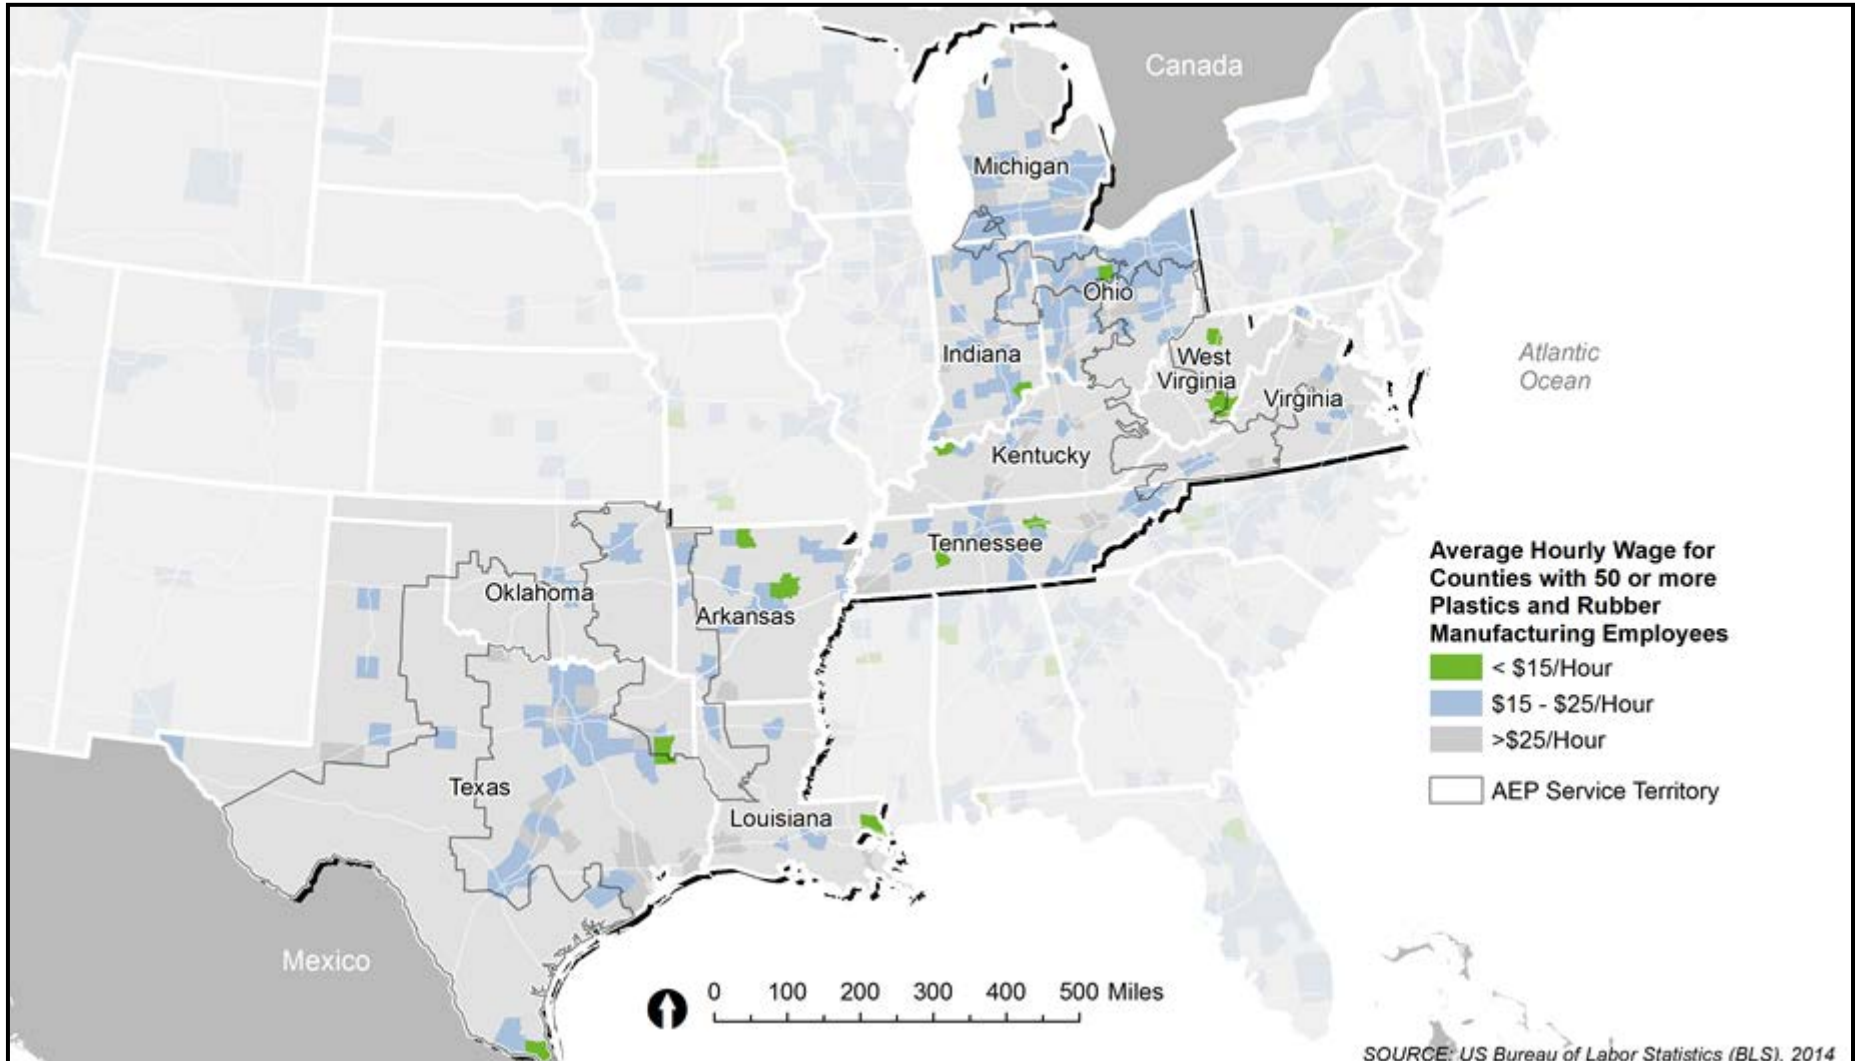 Canada
Michigan
Ohio
Indiana
West
Virginia
Virginia
Atlantic
Ocean
Kentucky
Tennessee
Oklahoma
Arkansas
Texas
Louisiana
Mexico
Average Hourly Wage for
Counties with 50 or more
Plastics and Rubber
Manufacturing Employees
< $15/Hour
$15 - $25/Hour
>$25/Hour
AEP Service Territory
0 100 200 300 400 500 Miles
SOURCE: US Bureau of Labor Statistics (BLS), 2014